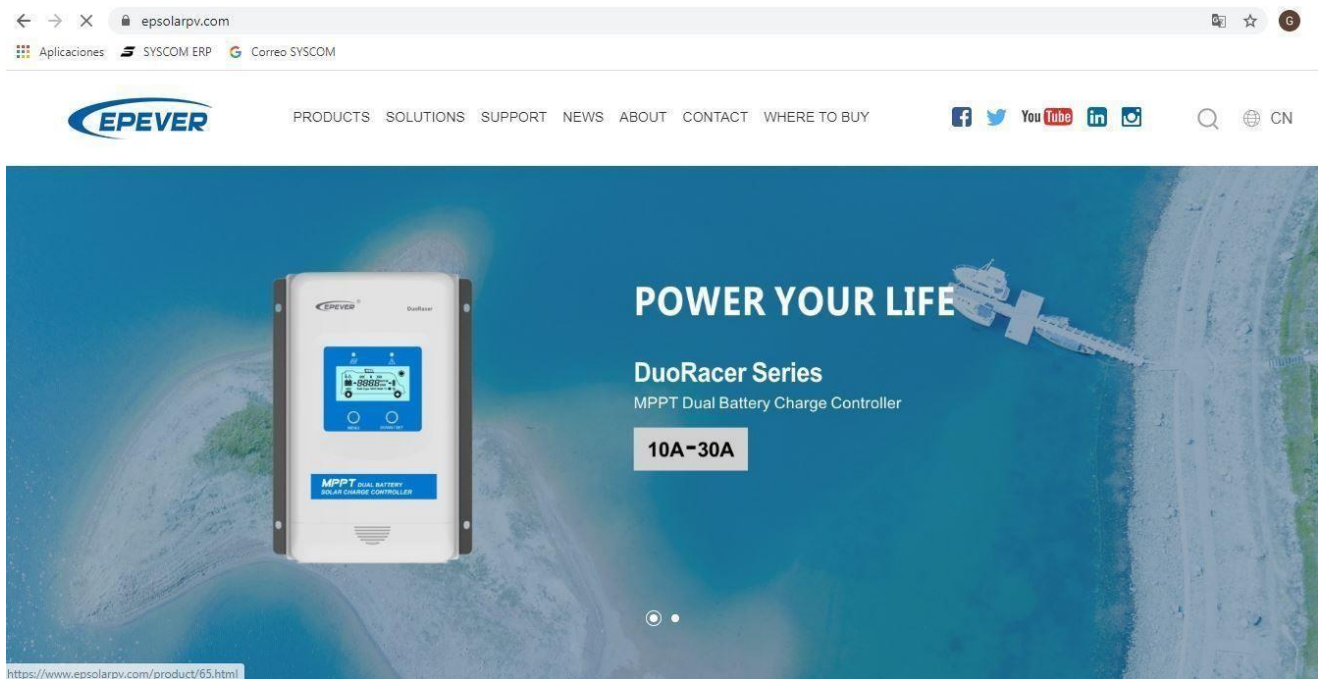 epsolarpv.com
G
Aplicaciones SYSCOM ERP G Correo SYSCOM
EPEVER
PRODUCTS SOLUTIONS SUPPORT NEWS ABOUT CONTACT WHERE TO BUY
You Tube in
CN
EPEVER DuoRacer
POWER YOUR LIFE
DuoRacer Series
MPPT Dual Battery Charge Controller
10A-30A
MPPT DUAL BATTERY
SOLAR CHARGE CONTROLLER
https://www.epsolarpv.com/product/65.html